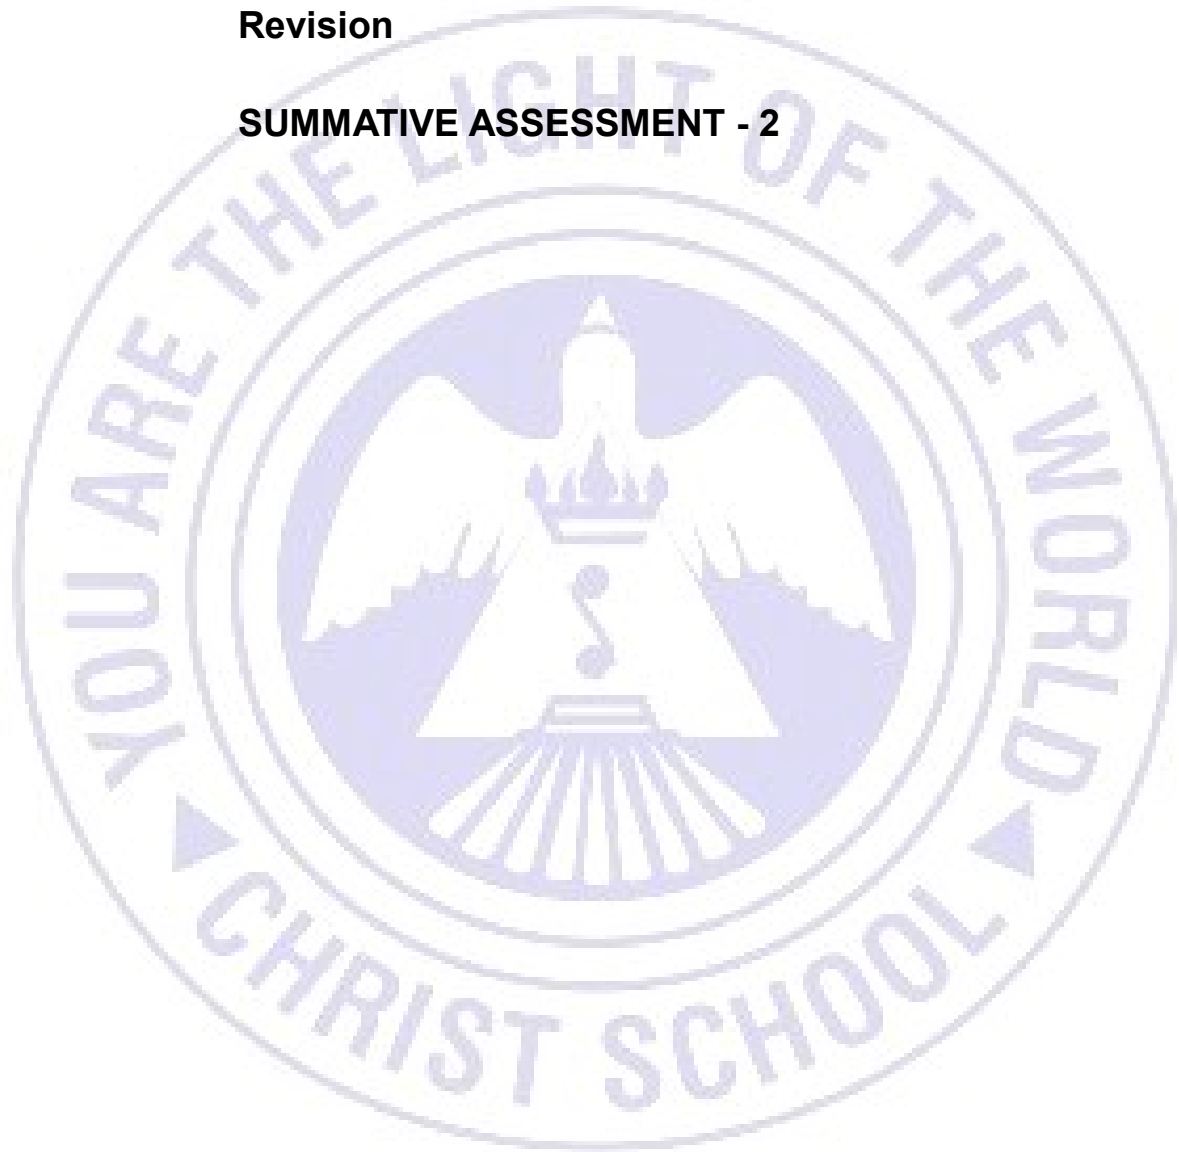 Revision
SUMMATIVE ASSESSMENT - 2
YOU ARE THE LIGHT OF THE WORLD
CHRIST SCHOOL